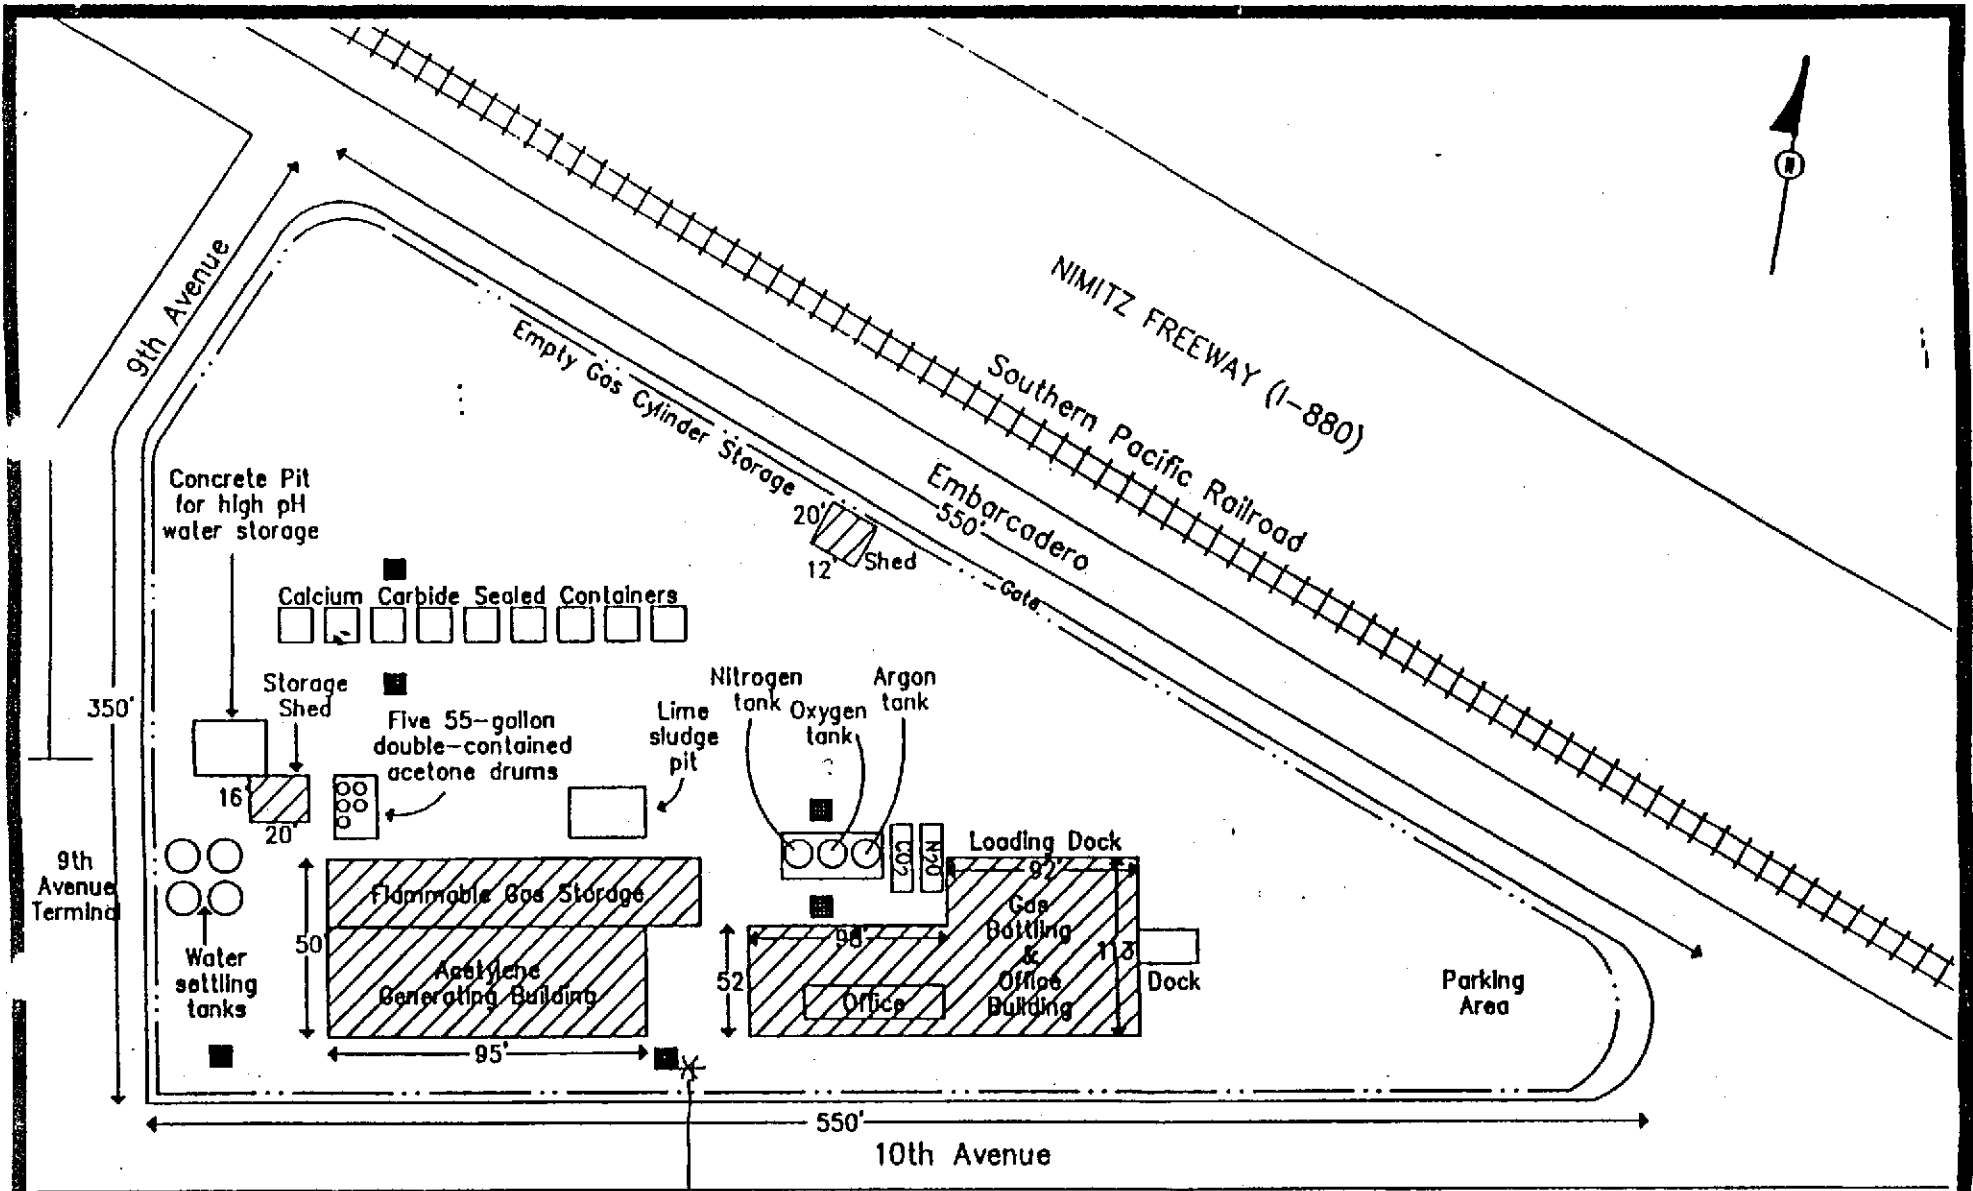 N
NIMITZ FREEWAY (I-880)
Southern Pacific Railroad
Embarcadero
550'
9th Avenue
Empty Gas Cylinder Storage
20'
12'
Shed
Gate
Concrete Pit
for high pH
water storage
Calcium Carbide Sealed Containers
350'
Storage
Shed
16'
20'
Five 55-gallon
double-contained
acetone drums
Lime
sludge
pit
Nitrogen
tank
Oxygen
tank
Argon
tank
CO2
N2O
Loading Dock
92'
9th
Avenue
Terminal
Water
settling
tanks
Flammable Gas Storage
50'
Acetylene
Generating Building
95'
52
98'
Office
Gas
Bottling
&
Office
Building
113
Dock
Parking
Area
550'
10th Avenue